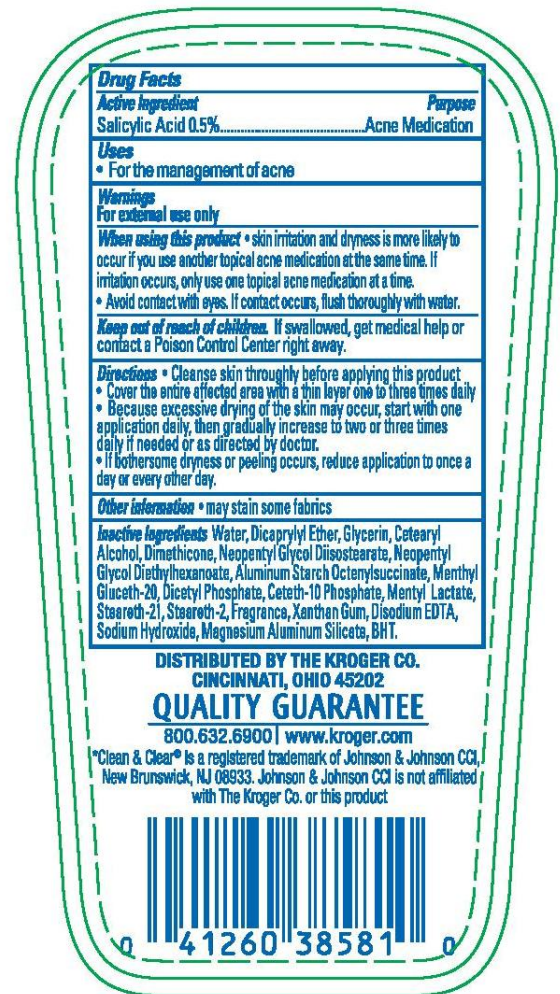 Drug Facts
Active Ingredient Purpose
Salicylic Acid 0.5%..........................................Acne Medication
Uses
• For the management of acne
Warnings
For external use only
When using this product • skin irritation and dryness is more likely to
occur if you use another topical acne medication at the same time. If
irritation occurs, only use one topical acne medication at a time.
• Avoid contact with eyes. If contact occurs, flush thoroughly with water.
Keep out of reach of children. If swallowed, get medical help or
contact a Poison Control Center right away.
Directions • Cleanse skin throughly before applying this product
• Cover the entire affected area with a thin layer one to three times daily
• Because excessive drying of the skin may occur, start with one
application daily, then gradually increase to two or three times
daily if needed or as directed by doctor.
• If bothersome dryness or peeling occurs, reduce application to once a
day or every other day.
Other information • may stain some fabrics
Inactive Ingredients Water, Dicaprylyl Ether, Glycerin, Cetearyl
Alcohol, Dimethicone, Neopentyl Glycol Diisostearate, Neopentyl
Glycol Diethylhexanoate, Aluminum Starch Octenylsuccinate, Menthyl
Gluceth-20, Dicetyl Phosphate, Ceteth-10 Phosphate, Mentyl Lactate,
Steareth-21, Steareth-2, Fragrance, Xanthan Gum, Disodium EDTA,
Sodium Hydroxide, Magnesium Aluminum Silicate, BHT.
DISTRIBUTED BY THE KROGER CO.
CINCINNATI, OHIO 45202
QUALITY GUARANTEE
800.632.6900 | www.kroger.com
*Clean & Clear® is a registered trademark of Johnson & Johnson CCI,
New Brunswick, NJ 08933. Johnson & Johnson CCI is not affiliated
with The Kroger Co. or this product
0 41260 38581 0